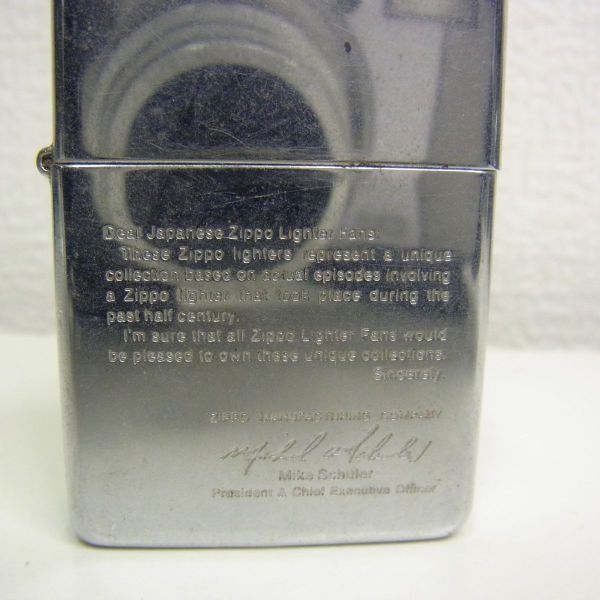 Dear Japanese Zippo Lighter Fans:
These Zippo lighters represent a unique
collection based on actual episodes involving
a Zippo lighter that took place during the
past half century.
I'm sure that all Zippo Lighter Fans would
be pleased to own these unique collections.
Sincerely.
ZIPPO MANUFACTURING COMPANY
Mike Schuler
President & Chief Executive Officer